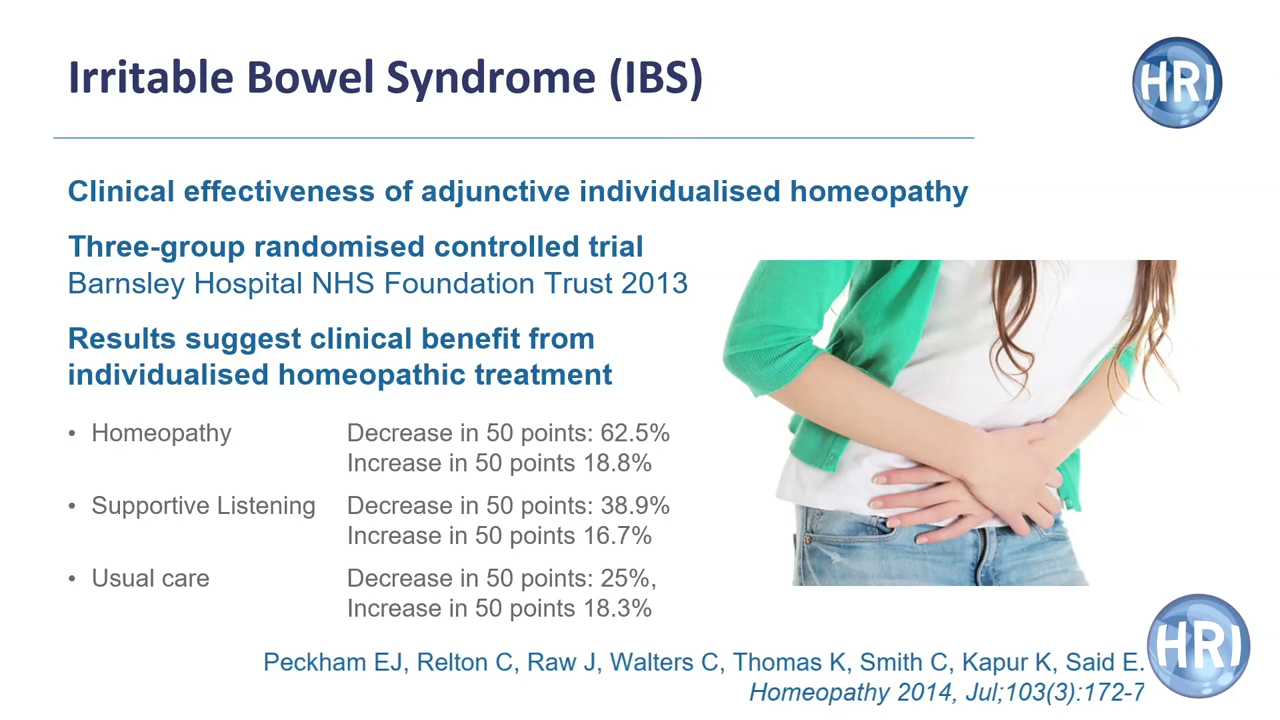 Irritable Bowel Syndrome (IBS)
HRI
Clinical effectiveness of adjunctive individualised homeopathy
Three-group randomised controlled trial
Barnsley Hospital NHS Foundation Trust 2013
Results suggest clinical benefit from
individualised homeopathic treatment
• Homeopathy Decrease in 50 points: 62.5%
Increase in 50 points 18.8%
• Supportive Listening Decrease in 50 points: 38.9%
Increase in 50 points 16.7%
• Usual care Decrease in 50 points: 25%,
Increase in 50 points 18.3%
Peckham EJ, Relton C, Raw J, Walters C, Thomas K, Smith C, Kapur K, Said E.
Homeopathy 2014, Jul;103(3):172-7
HRI